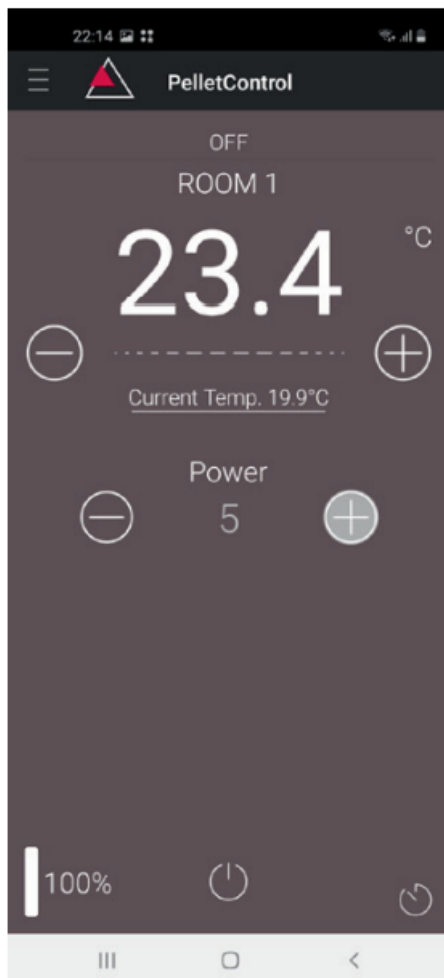 22:14
PelletControl
OFF
ROOM 1
23.4 °C
Current Temp. 19.9°C
Power
5
100%